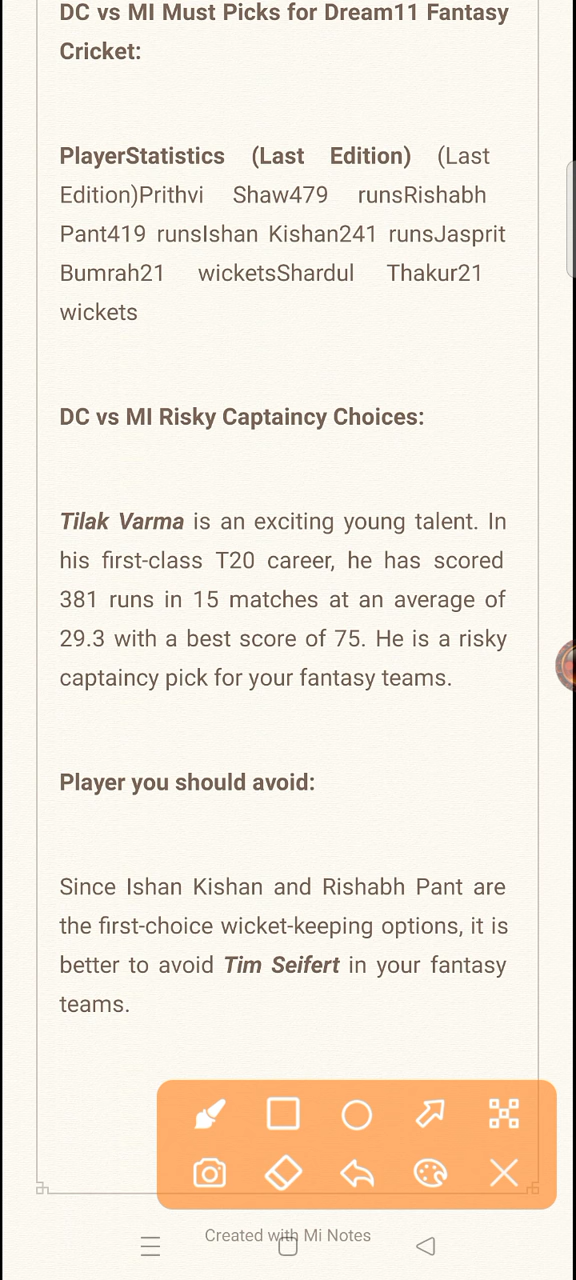 DC vs MI Must Picks for Dream11 Fantasy
Cricket:
PlayerStatistics (Last Edition) (Last
Edition)Prithvi Shaw479 runsRishabh
Pant419 runsIshan Kishan241 runsJasprit
Bumrah21 wicketsShardul Thakur21
wickets
DC vs MI Risky Captaincy Choices:
Tilak Varma is an exciting young talent. In
his first-class T20 career, he has scored
381 runs in 15 matches at an average of
29.3 with a best score of 75. He is a risky
captaincy pick for your fantasy teams.
Player you should avoid:
Since Ishan Kishan and Rishabh Pant are
the first-choice wicket-keeping options, it is
better to avoid Tim Seifert in your fantasy
teams.
Created with Mi Notes